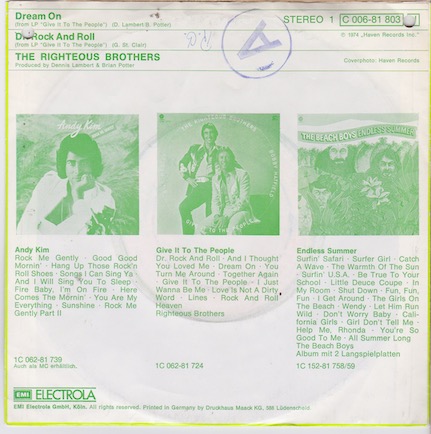 Dream On
(from LP "Give It To The People") (D. Lambert-B. Potter)
STEREO 1 C 006-81 803
Dr. Rock And Roll
(from LP "Give It To The People") (G. St. Clair)
℗ 1974 „Haven Records Inc."
THE RIGHTEOUS BROTHERS
Produced by Dennis Lambert & Brian Potter
Coverphoto: Haven Records
A
Andy Kim
THE RIGHTEOUS BROTHERS
GIVE IT TO THE PEOPLE
THE BEACH BOYS ENDLESS SUMMER
Andy Kim
Rock Me Gently · Good Good
Mornin' · Hang Up Those Rock'n
Roll Shoes · Songs I Can Sing Ya ·
And I Will Sing You To Sleep ·
Fire Baby, I'm On Fire · Here
Comes The Mornin' · You Are My
Everything · Sunshine · Rock Me
Gently Part II
1C 062-81 739
Auch als MC erhältlich.
Give It To The People
Dr. Rock And Roll · And I Thought
You Loved Me · Dream On · You
Turn Me Around · Together Again
· Give It To The People · I Just
Wanna Be Me · Love Is Not A Dirty
Word · Lines · Rock And Roll
Heaven
Righteous Brothers
1C 062-81 724
Endless Summer
Surfin' Safari · Surfer Girl · Catch
A Wave · The Warmth Of The Sun
· Surfin' U.S.A. · Be True To Your
School · Little Deuce Coupe · In
My Room · Shut Down · Fun, Fun,
Fun · I Get Around · The Girls On
The Beach · Wendy · Let Him Run
Wild · Don't Worry Baby · Cali-
fornia Girls · Girl Don't Tell Me ·
Help Me, Rhonda · You're So
Good To Me · All Summer Long
The Beach Boys
Album mit 2 Langspielplatten
1C 152-81 758/59
EMI ELECTROLA
EMI Electrola GmbH, Köln. All rights reserved. Printed in Germany by Druckhaus Maack KG, 588 Lüdenscheid